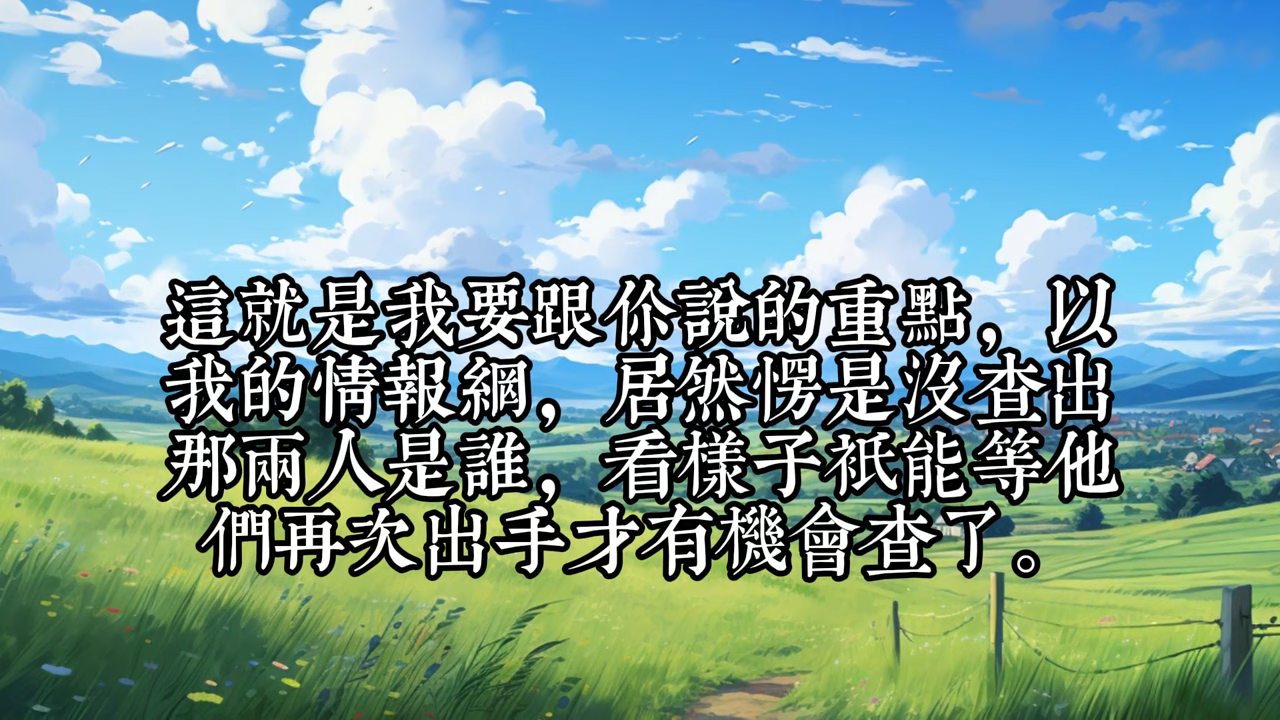 這就是我要跟你說的重點，以
我的情報網，居然愣是沒查出
那兩人是誰，看樣子祇能等他
們再次出手才有機會查了。